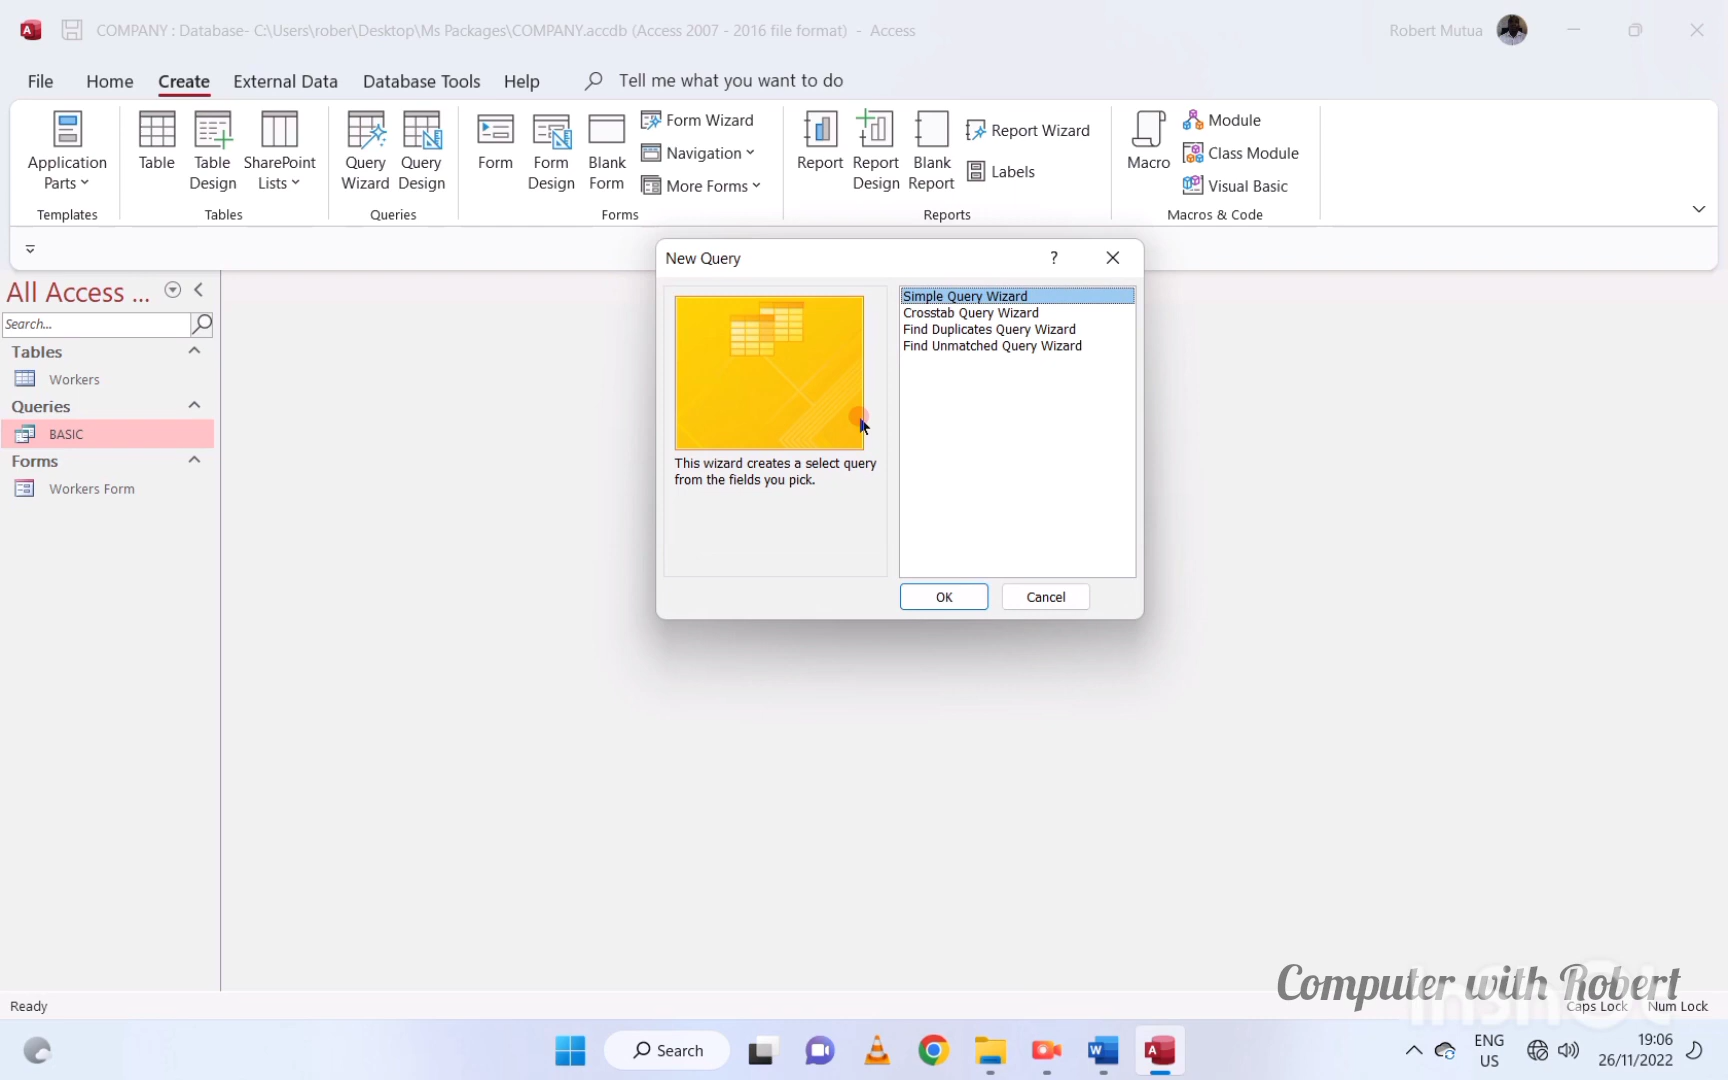 COMPANY : Database- C:\Users\rober\Desktop\Ms Packages\COMPANY.accdb (Access 2007 - 2016 file format) - Access
Robert Mutua
File Home Create External Data Database Tools Help Tell me what you want to do
Application Parts
Templates
Table
Table Design
SharePoint Lists
Tables
Query Wizard
Query Design
Queries
Form
Form Design
Blank Form
Form Wizard
Navigation
More Forms
Forms
Report
Report Design
Blank Report
Report Wizard
Labels
Reports
Macro
Module
Class Module
Visual Basic
Macros & Code
All Access ...
Search...
Tables
Workers
Queries
BASIC
Forms
Workers Form
New Query
?
This wizard creates a select query
from the fields you pick.
Simple Query Wizard
Crosstab Query Wizard
Find Duplicates Query Wizard
Find Unmatched Query Wizard
OK Cancel
Computer with Robert
InShot
Ready
Caps Lock Num Lock
Search
ENG
US
19:06
26/11/2022